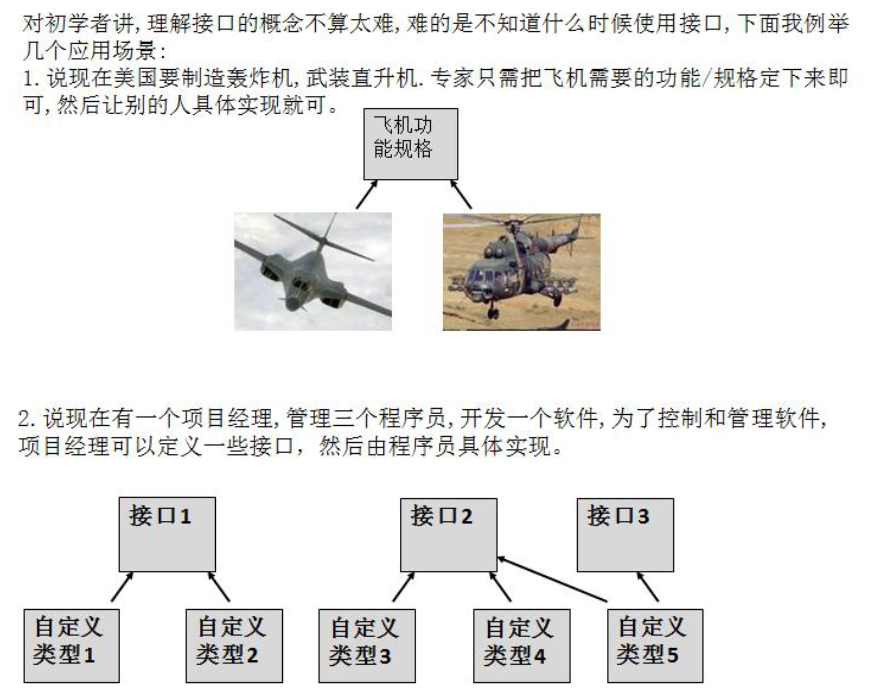 对初学者讲,理解接口的概念不算太难,难的是不知道什么时候使用接口,下面我例举
几个应用场景:
1.说现在美国要制造轰炸机,武装直升机.专家只需把飞机需要的功能/规格定下来即
可,然后让别的人具体实现就可。
飞机功
能规格
2.说现在有一个项目经理,管理三个程序员,开发一个软件,为了控制和管理软件,
项目经理可以定义一些接口，然后由程序员具体实现。
接口1
接口2
接口3
自定义
类型1
自定义
类型2
自定义
类型3
自定义
类型4
自定义
类型5